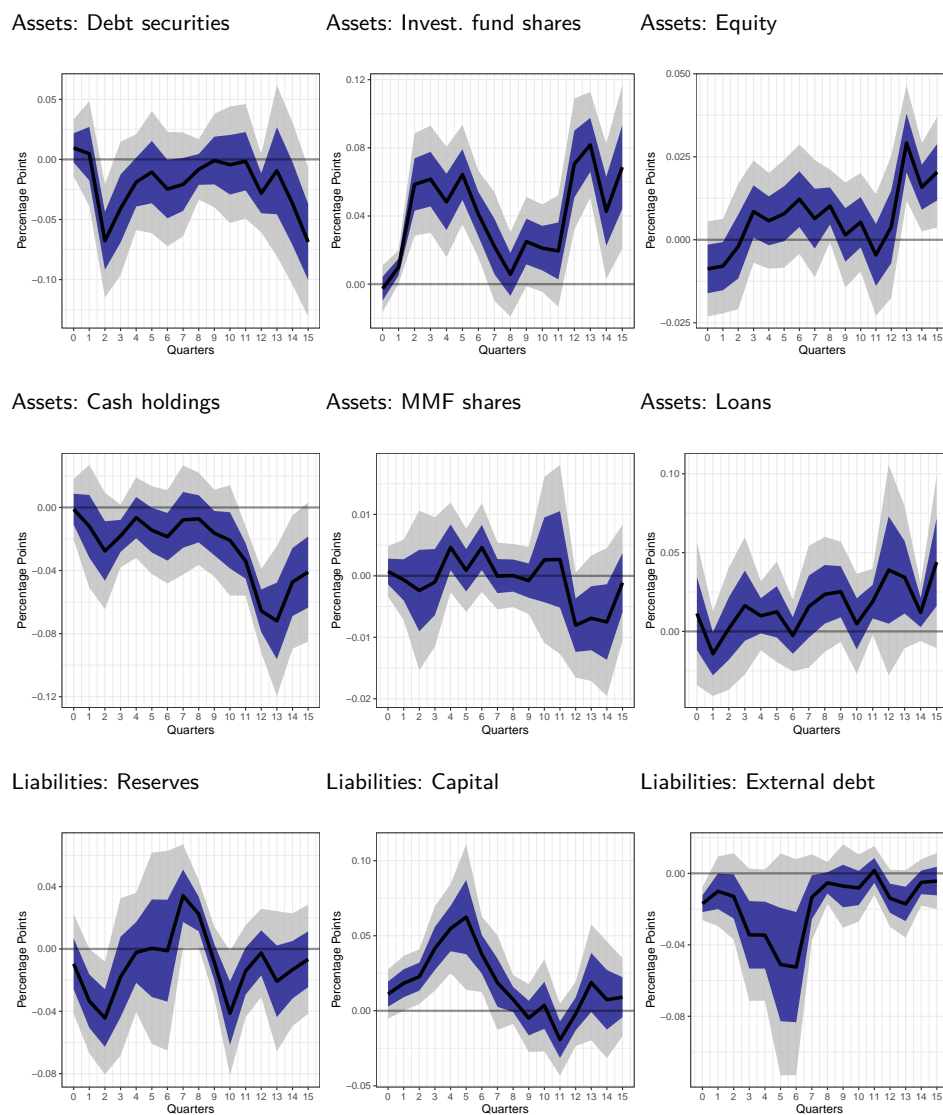 Assets: Debt securities
Assets: Invest. fund shares
Assets: Equity
Percentage Points
0.05
0.00
−0.05
−0.10
0 1 2 3 4 5 6 7 8 9 10 11 12 13 14 15
Quarters
Percentage Points
0.12
0.08
0.04
0.00
0 1 2 3 4 5 6 7 8 9 10 11 12 13 14 15
Quarters
Percentage Points
0.050
0.025
0.000
−0.025
0 1 2 3 4 5 6 7 8 9 10 11 12 13 14 15
Quarters
Assets: Cash holdings
Assets: MMF shares
Assets: Loans
Percentage Points
0.00
−0.04
−0.08
−0.12
0 1 2 3 4 5 6 7 8 9 10 11 12 13 14 15
Quarters
Percentage Points
0.01
0.00
−0.01
−0.02
0 1 2 3 4 5 6 7 8 9 10 11 12 13 14 15
Quarters
Percentage Points
0.10
0.05
0.00
0 1 2 3 4 5 6 7 8 9 10 11 12 13 14 15
Quarters
Liabilities: Reserves
Liabilities: Capital
Liabilities: External debt
Percentage Points
0.04
0.00
−0.04
−0.08
0 1 2 3 4 5 6 7 8 9 10 11 12 13 14 15
Quarters
Percentage Points
0.10
0.05
0.00
−0.05
0 1 2 3 4 5 6 7 8 9 10 11 12 13 14 15
Quarters
Percentage Points
0.00
−0.04
−0.08
0 1 2 3 4 5 6 7 8 9 10 11 12 13 14 15
Quarters